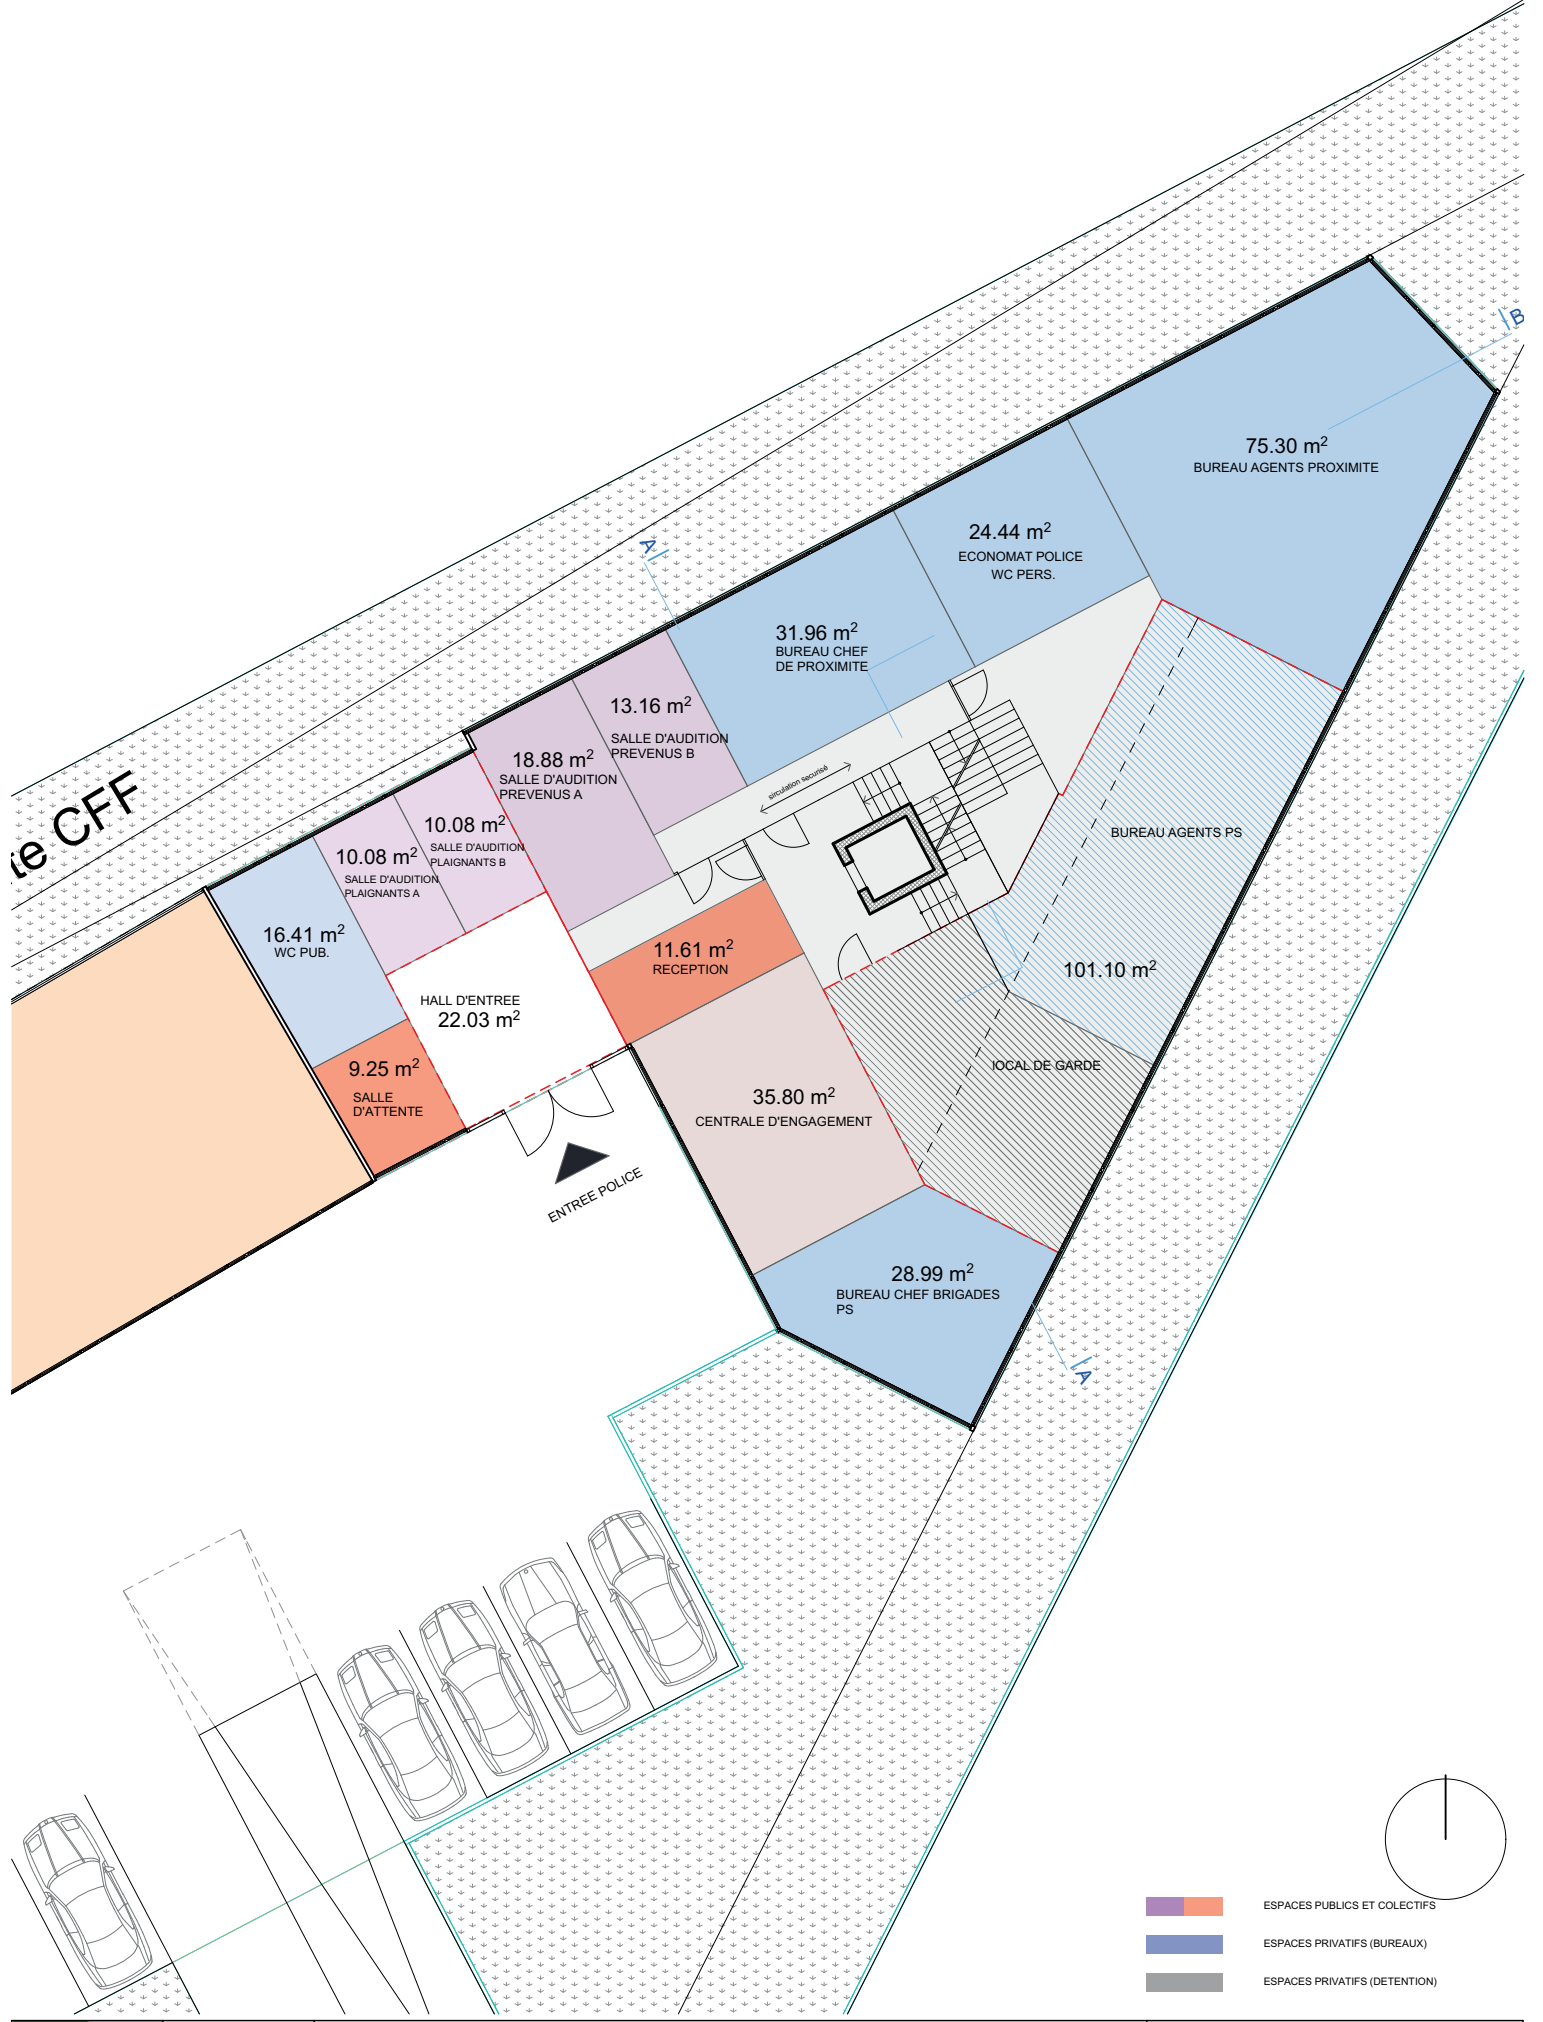 B
75.30 m²
BUREAU AGENTS PROXIMITE
24.44 m²
ECONOMAT POLICE
WC PERS.
A
31.96 m²
BUREAU CHEF
DE PROXIMITE
13.16 m²
SALLE D'AUDITION
PREVENUS B
18.88 m²
SALLE D'AUDITION
PREVENUS A
sirculation securisé
CFF
10.08 m²
SALLE D'AUDITION
PLAIGNANTS B
10.08 m²
SALLE D'AUDITION
PLAIGNANTS A
BUREAU AGENTS PS
16.41 m²
WC PUB.
11.61 m²
RECEPTION
101.10 m²
HALL D'ENTREE
22.03 m²
9.25 m²
SALLE
D'ATTENTE
lOCAL DE GARDE
35.80 m²
CENTRALE D'ENGAGEMENT
ENTREE POLICE
28.99 m²
BUREAU CHEF BRIGADES
PS
A
ESPACES PUBLICS ET COLECTIFS
ESPACES PRIVATIFS (BUREAUX)
ESPACES PRIVATIFS (DETENTION)